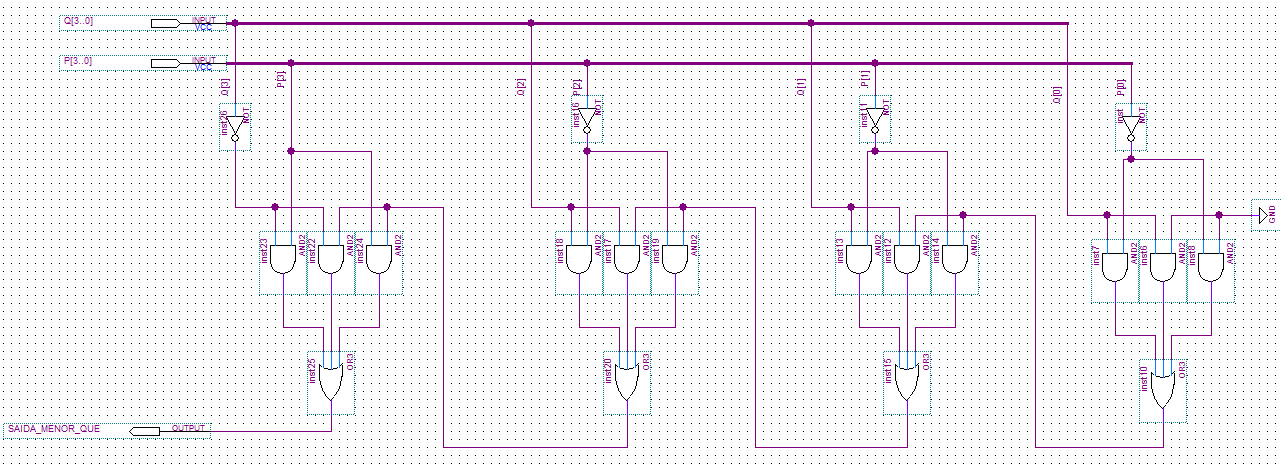 Q[3..0] INPUT VCC
P[3..0] INPUT VCC
Q[3] P[3] Q[2] P[2] Q[1] P[1] Q[0] P[0]
inst26 NOT inst16 NOT inst11 NOT inst NOT
GND
inst23 AND2 inst22 AND2 inst24 AND2 inst18 AND2 inst17 AND2 inst19 AND2 inst13 AND2 inst12 AND2 inst14 AND2 inst7 AND2 inst6 AND2 inst8 AND2
inst25 OR3 inst20 OR3 inst15 OR3 inst10 OR3
SAIDA_MENOR_QUE OUTPUT